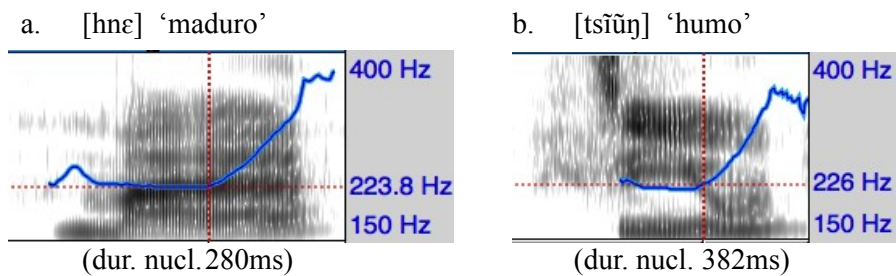 a. [hnɛ] ‘maduro’
400 Hz
223.8 Hz
150 Hz
(dur. nucl. 280ms)
b. [tsĩũŋ] ‘humo’
400 Hz
226 Hz
150 Hz
(dur. nucl. 382ms)